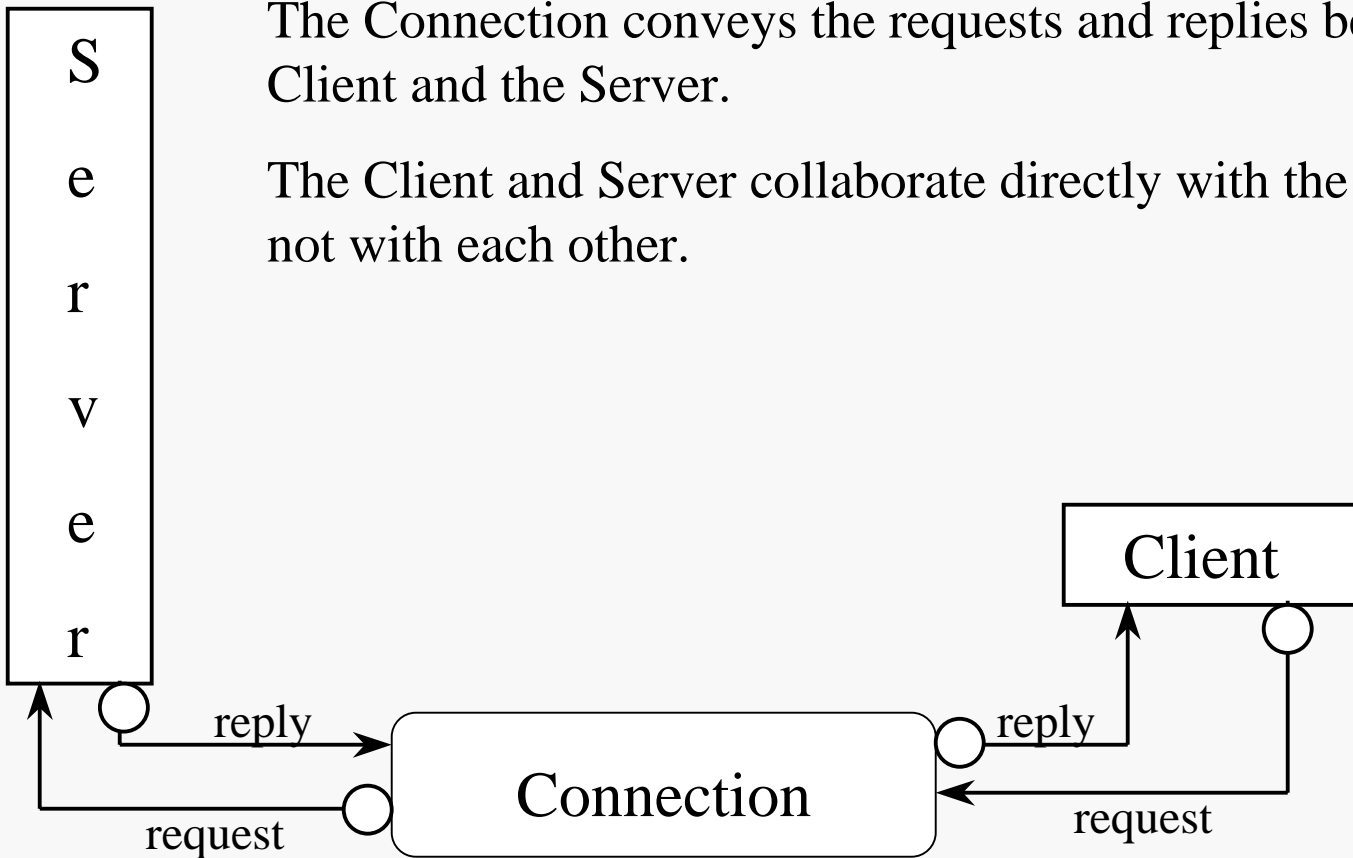 The Connection conveys the requests and replies
Client and the Server.
The Client and Server collaborate directly with the
not with each other.
Server
Client
reply
reply
Connection
request
request